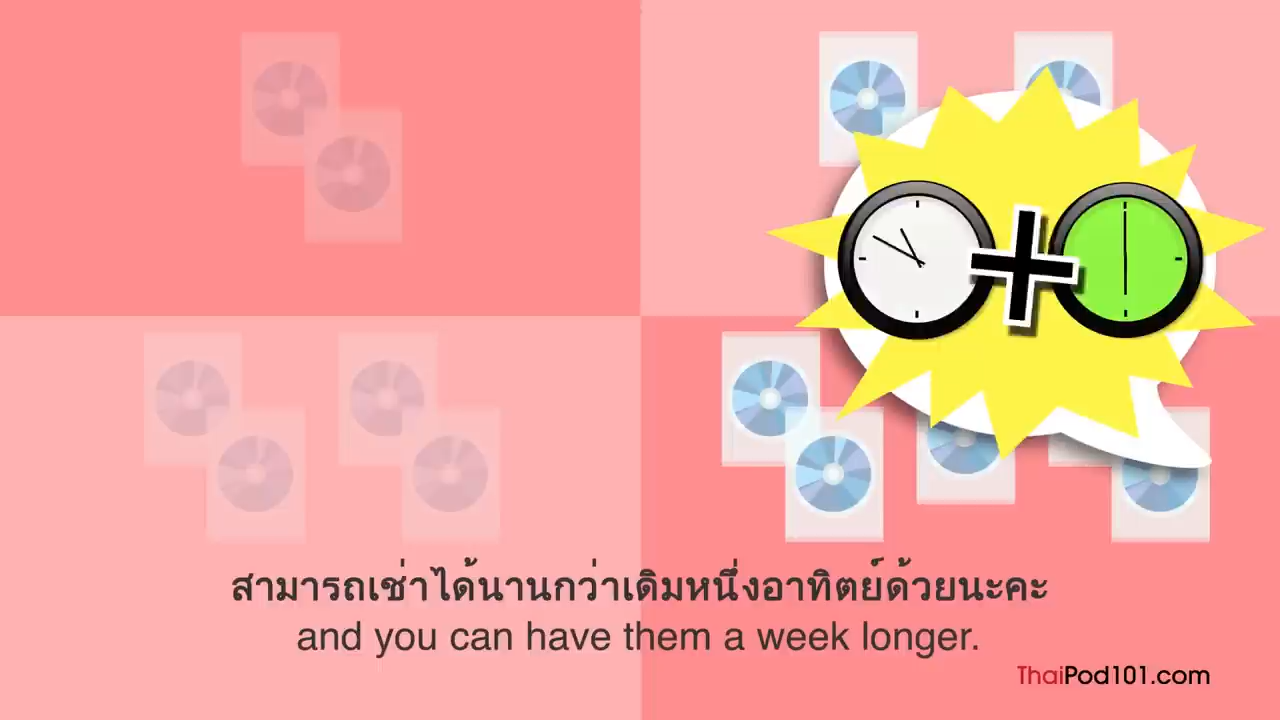 สามารถเช่าได้นานกว่าเดิมหนึ่งอาทิตย์ด้วยนะคะ
and you can have them a week longer.
ThaiPod101.com